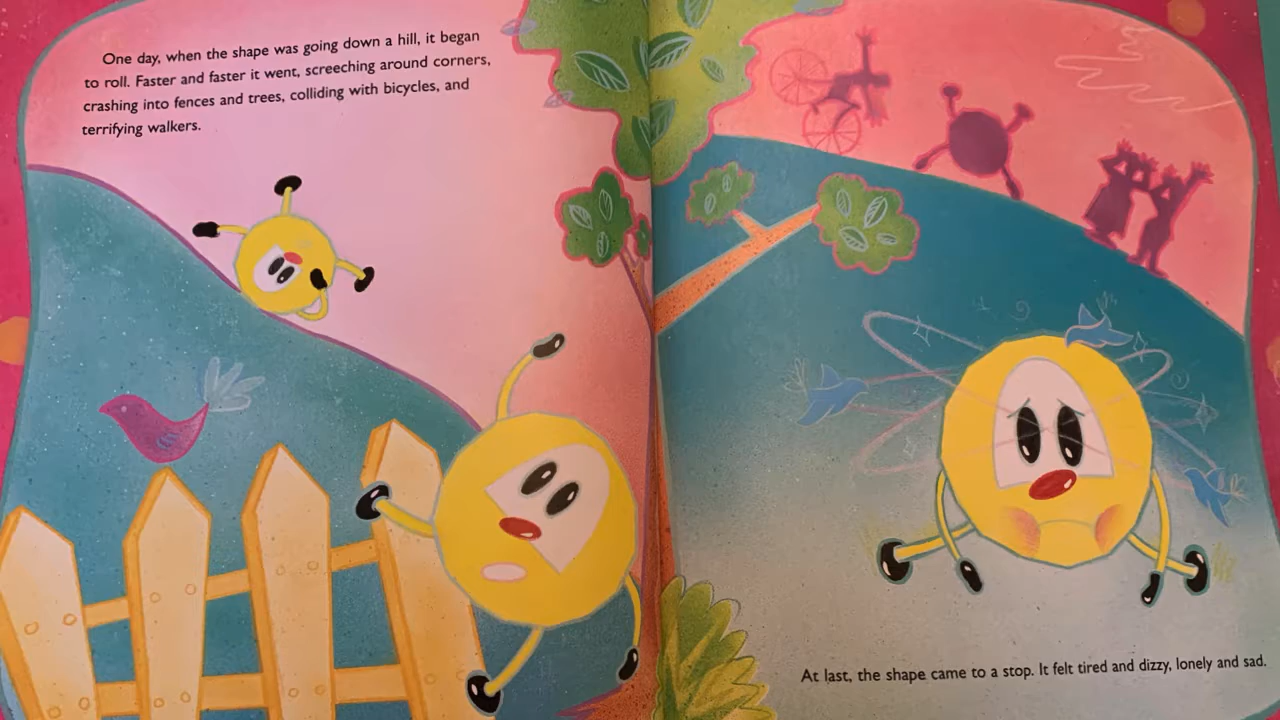 One day, when the shape was going down a hill, it began
to roll. Faster and faster it went, screeching around corners,
crashing into fences and trees, colliding with bicycles, and
terrifying walkers.
At last, the shape came to a stop. It felt tired and dizzy, lonely and sad.